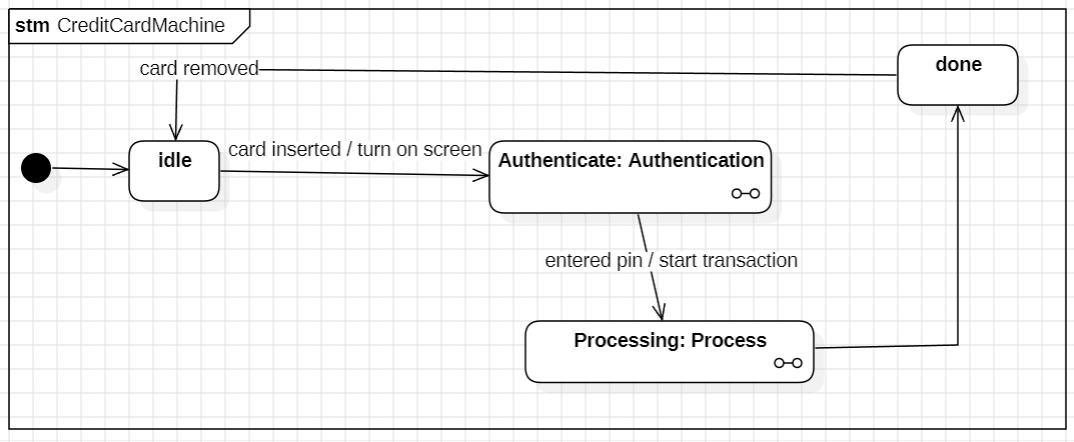 stm CreditCardMachine
done
card removed
idle
card inserted / turn on screen
Authenticate: Authentication
entered pin / start transaction
Processing: Process